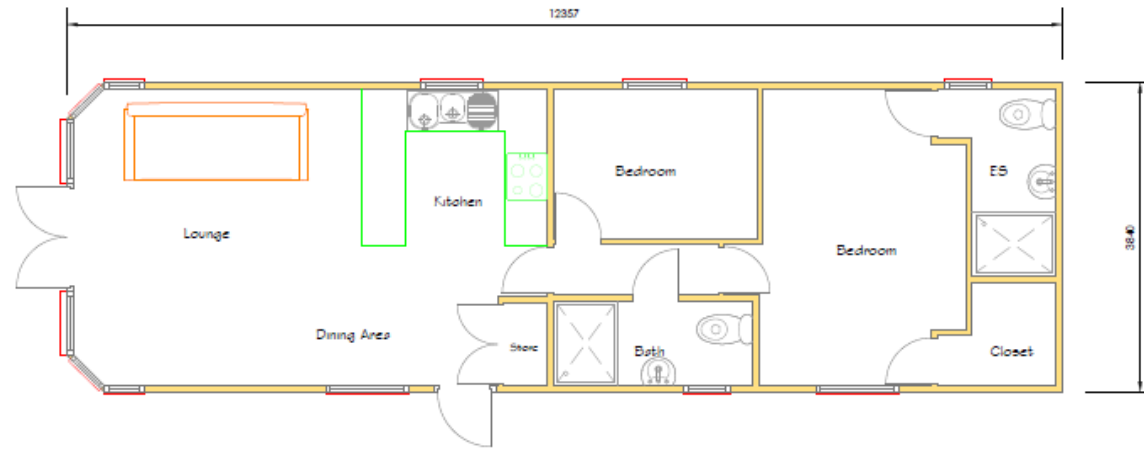 12357
Bedroom
ES
Kitchen
Lounge
3840
Bedroom
Dining Area
Store
Bath
Closet